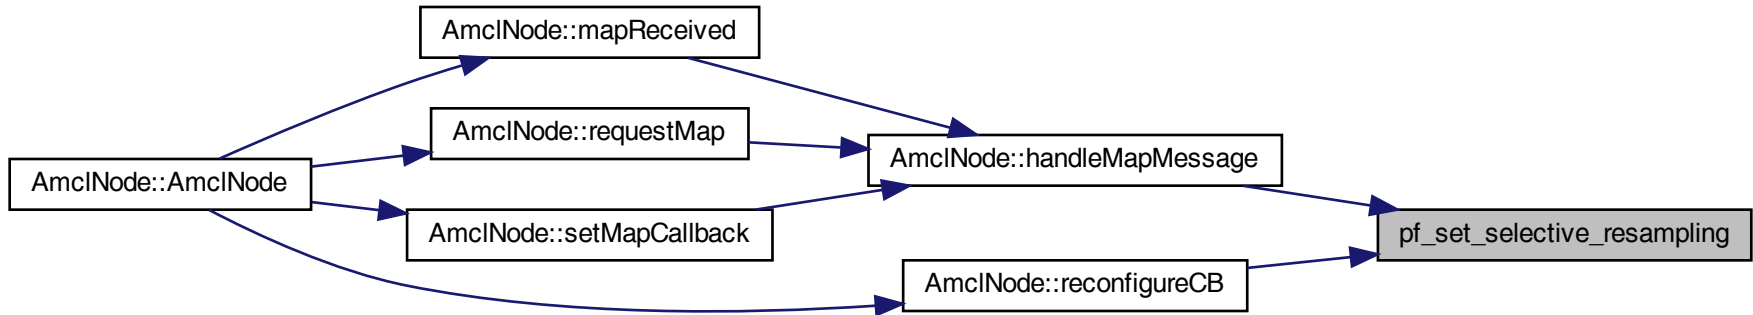 AmclNode::mapReceived
AmclNode::requestMap
AmclNode::handleMapMessage
AmclNode::AmclNode
AmclNode::setMapCallback
pf_set_selective_resampling
AmclNode::reconfigureCB